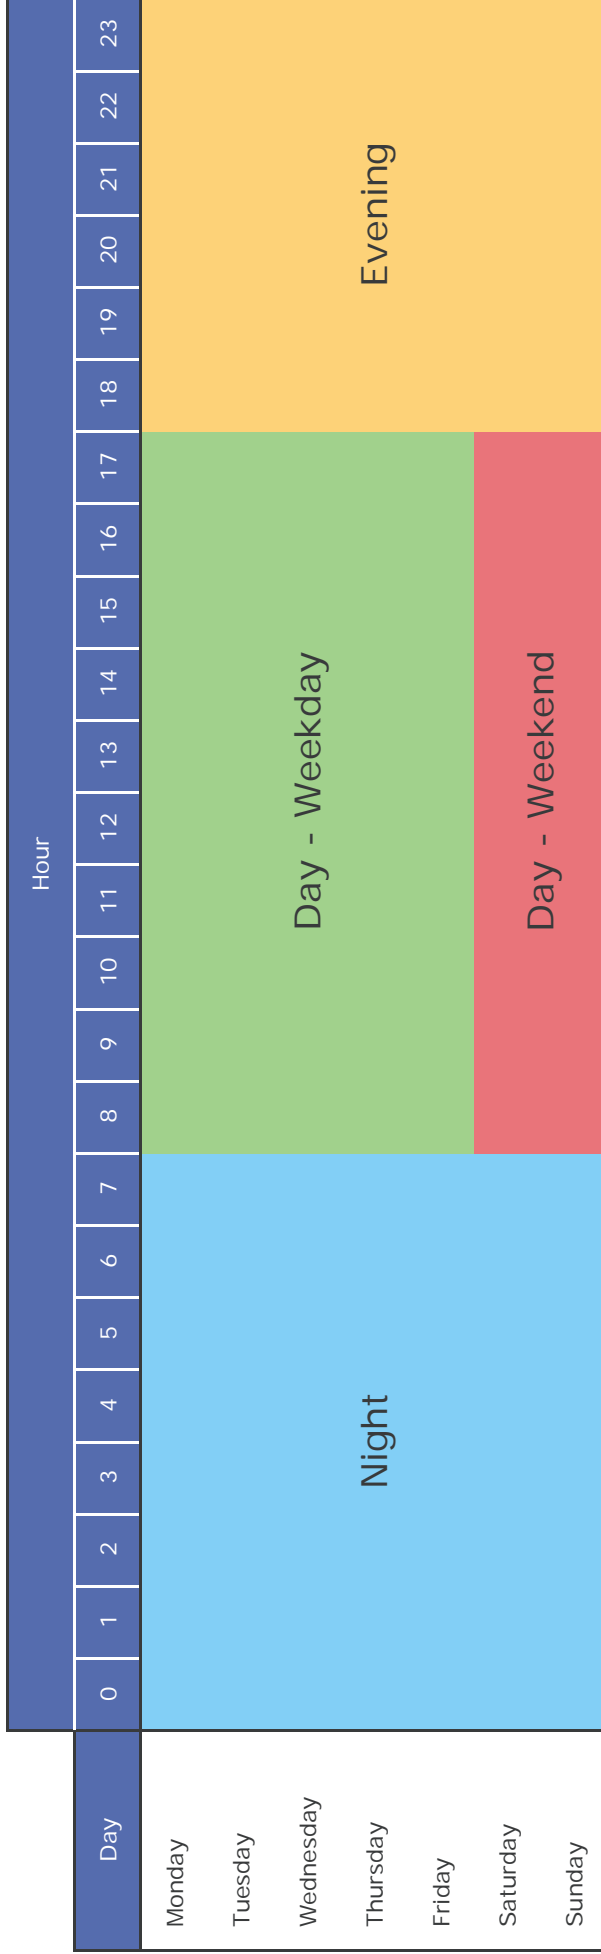 Hour
Day 0 1 2 3 4 5 6 7 8 9 10 11 12 13 14 15 16 17 18 19 20 21 22 23
Monday
Tuesday
Wednesday
Thursday
Friday
Saturday
Sunday
Night
Day - Weekday
Day - Weekend
Evening